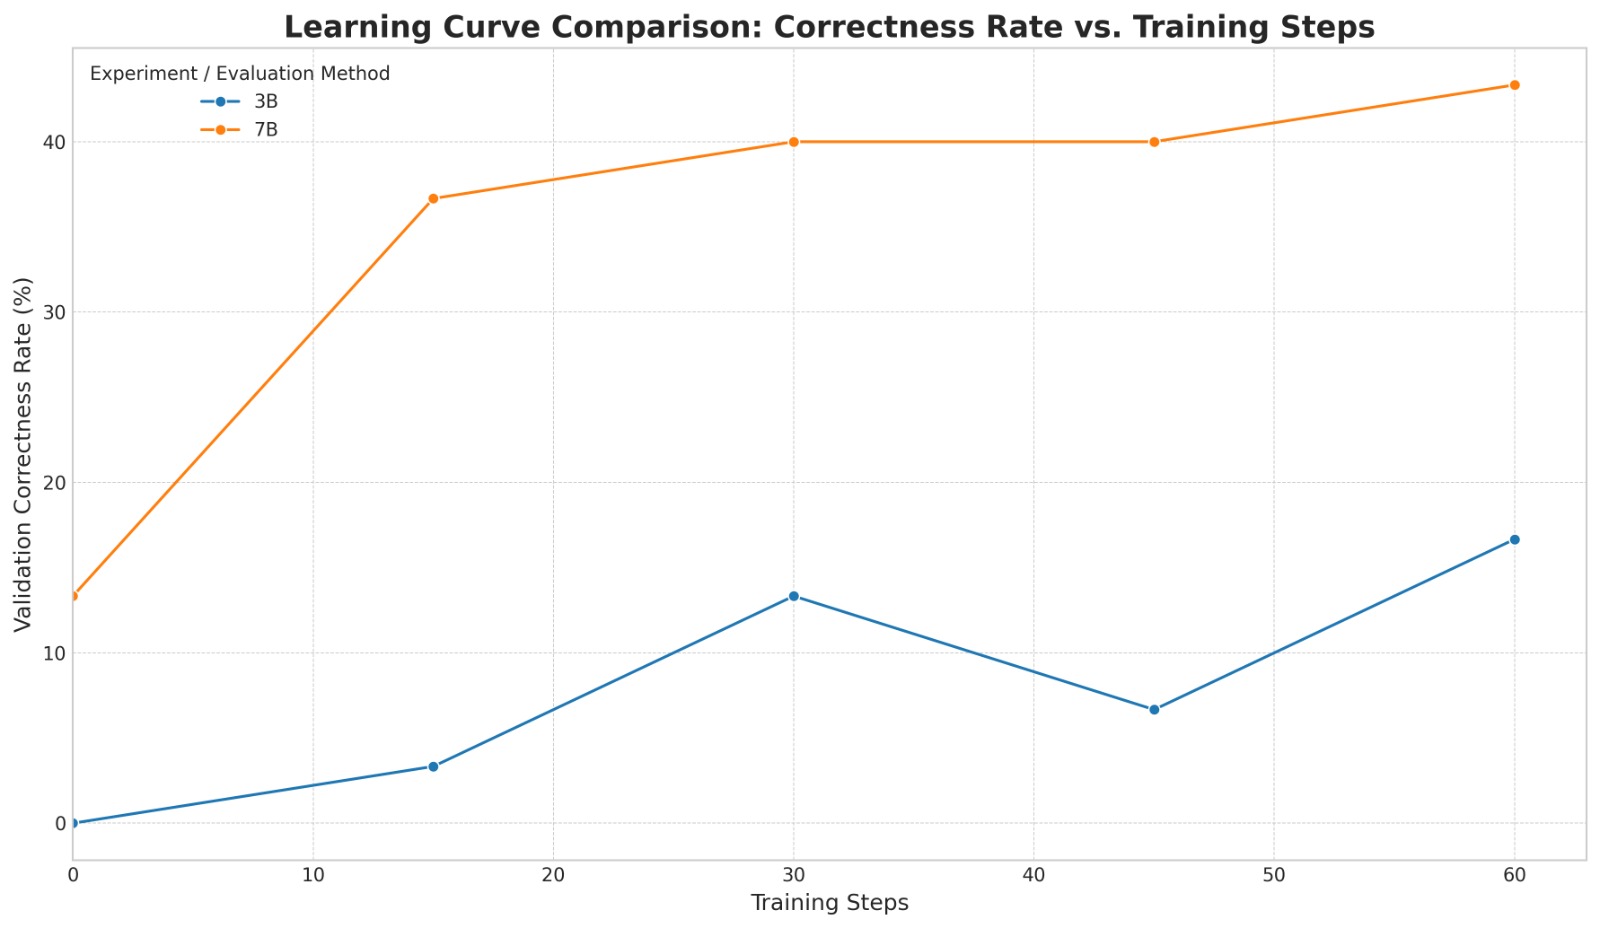 Learning Curve Comparison: Correctness Rate vs. Training Steps
Experiment / Evaluation Method
3B
7B
Validation Correctness Rate (%)
40
30
20
10
0
0 10 20 30 40 50 60
Training Steps